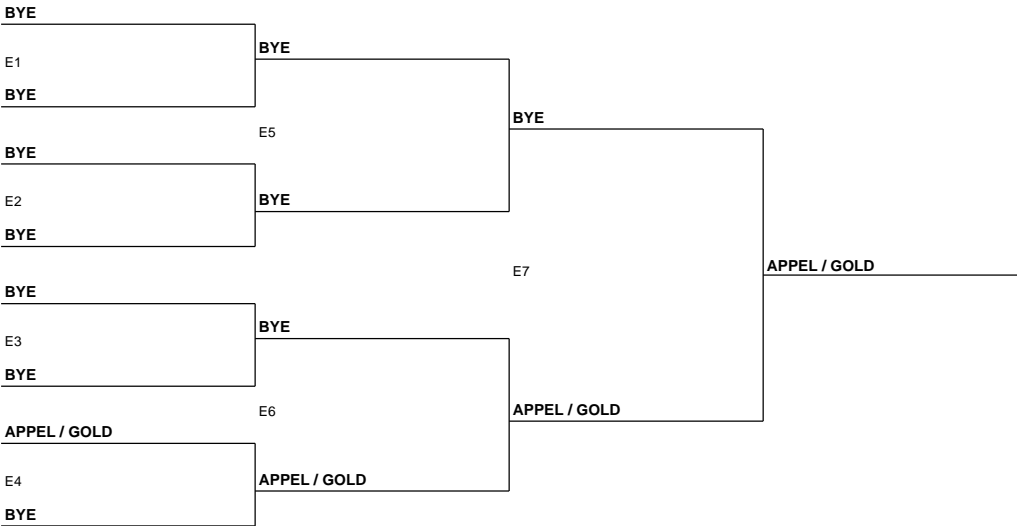 BYE
BYE
E1
BYE
BYE
E5
BYE
E2
BYE
BYE
APPEL / GOLD
E7
BYE
BYE
E3
BYE
APPEL / GOLD
E6
APPEL / GOLD
APPEL / GOLD
E4
BYE